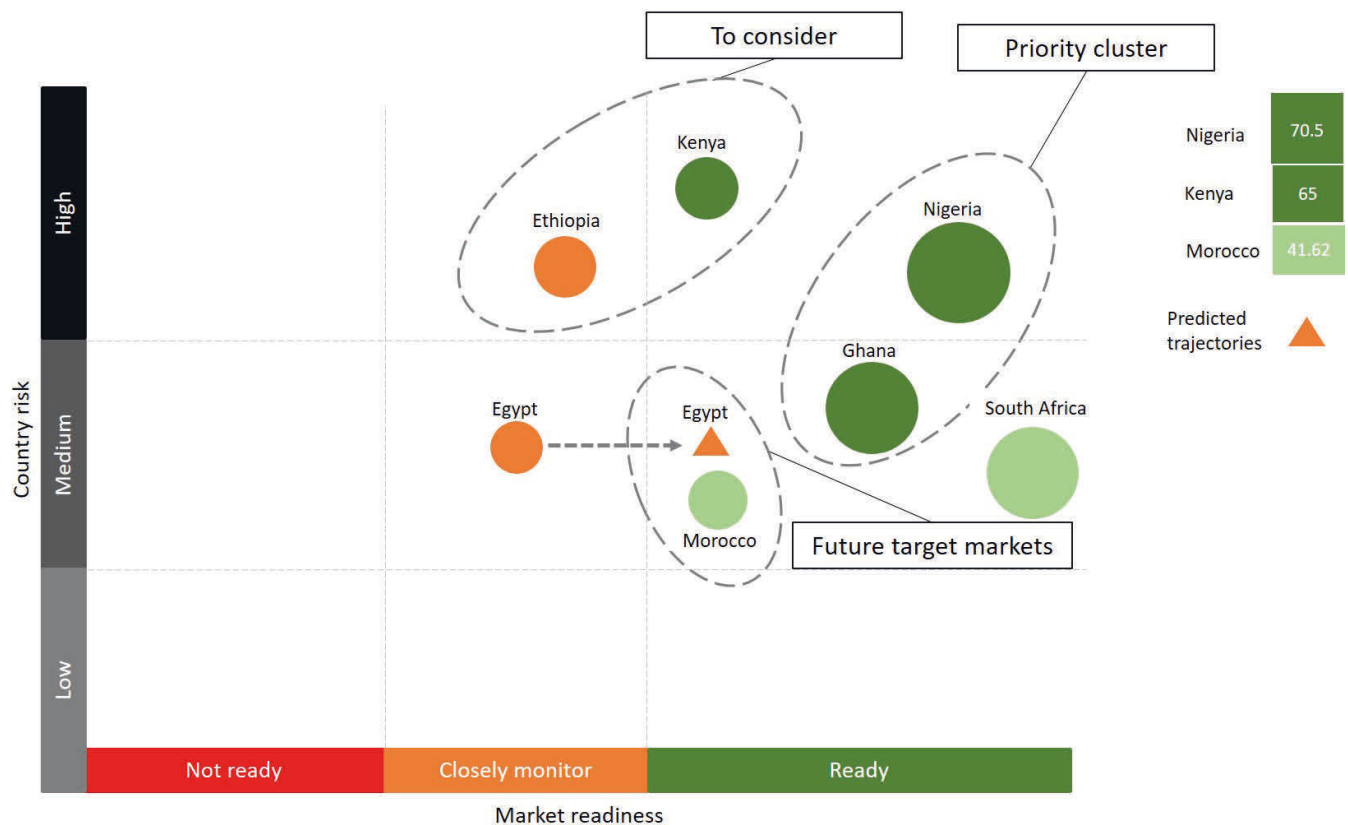 To consider
Priority cluster
Nigeria
70.5
Kenya
65
Morocco
41.62
Predicted
trajectories
Country risk
High
Medium
Low
Kenya
Ethiopia
Nigeria
Ghana
Egypt
Egypt
South Africa
Morocco
Future target markets
Not ready
Closely monitor
Ready
Market readiness